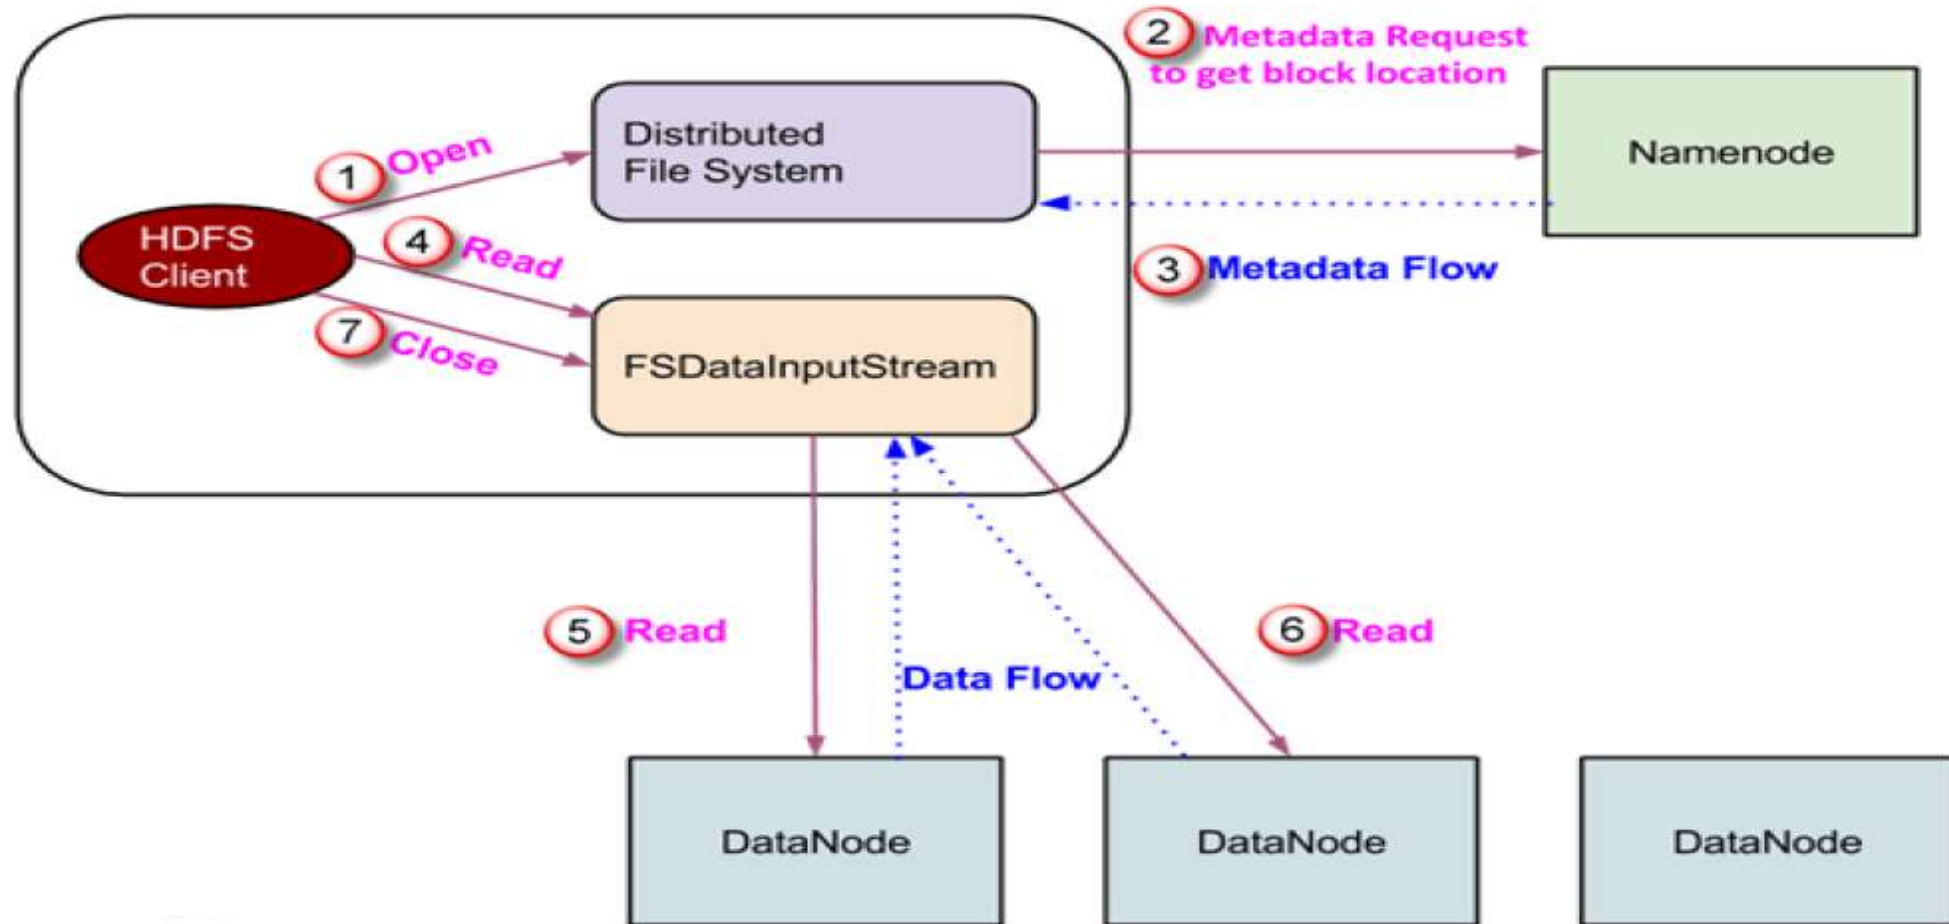 2 Metadata Request
to get block location
Distributed
File System
Namenode
1 Open
HDFS
Client
4 Read
3 Metadata Flow
7 Close
FSDataInputStream
5 Read
6 Read
Data Flow
DataNode
DataNode
DataNode